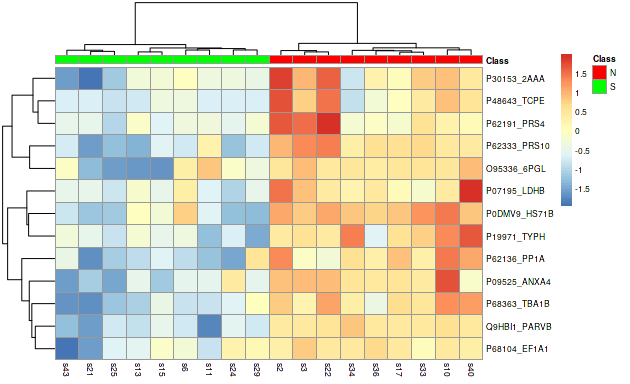 Class
P30153_2AAA
P48643_TCPE
P62191_PRS4
P62333_PRS10
O95336_6PGL
P07195_LDHB
P0DMV9_HS71B
P19971_TYPH
P62136_PP1A
P09525_ANXA4
P68363_TBA1B
Q9HBI1_PARVB
P68104_EF1A1
s43 s21 s25 s13 s15 s6 s11 s24 s29 s2 s3 s22 s34 s36 s17 s33 s10 s40
1.5
1
0.5
0
-0.5
-1
-1.5
Class
N
S